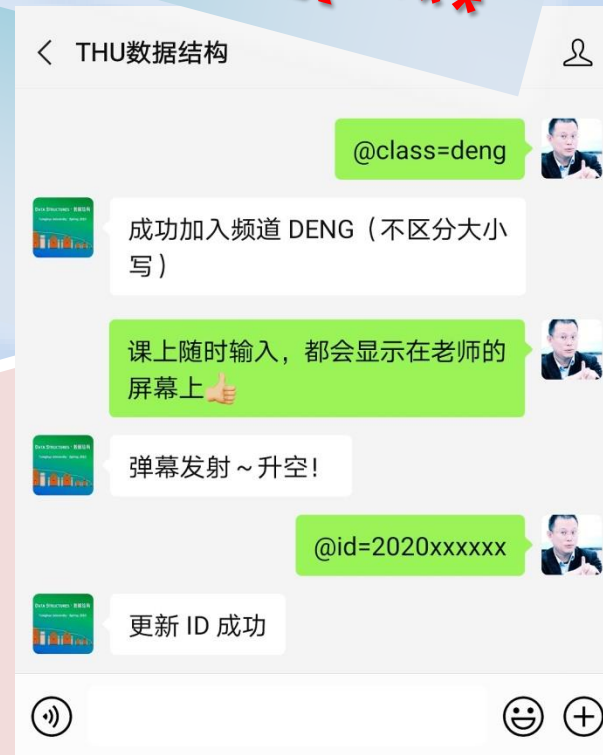 THU数据结构
@class=deng
成功加入频道 DENG（不区分大小
写）
课上随时输入，都会显示在老师的
屏幕上👍
弹幕发射～升空！
@id=2020xxxxxx
更新 ID 成功